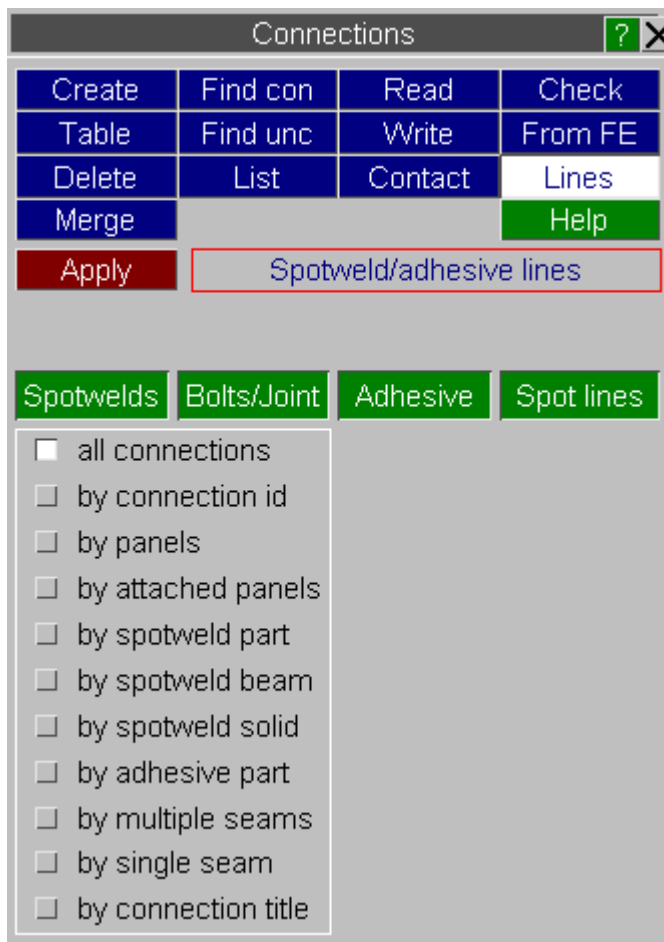 Connections ? X
Create Find con Read Check
Table Find unc Write From FE
Delete List Contact Lines
Merge Help
Apply Spotweld/adhesive lines
Spotwelds Bolts/Joint Adhesive Spot lines
all connections
by connection id
by panels
by attached panels
by spotweld part
by spotweld beam
by spotweld solid
by adhesive part
by multiple seams
by single seam
by connection title